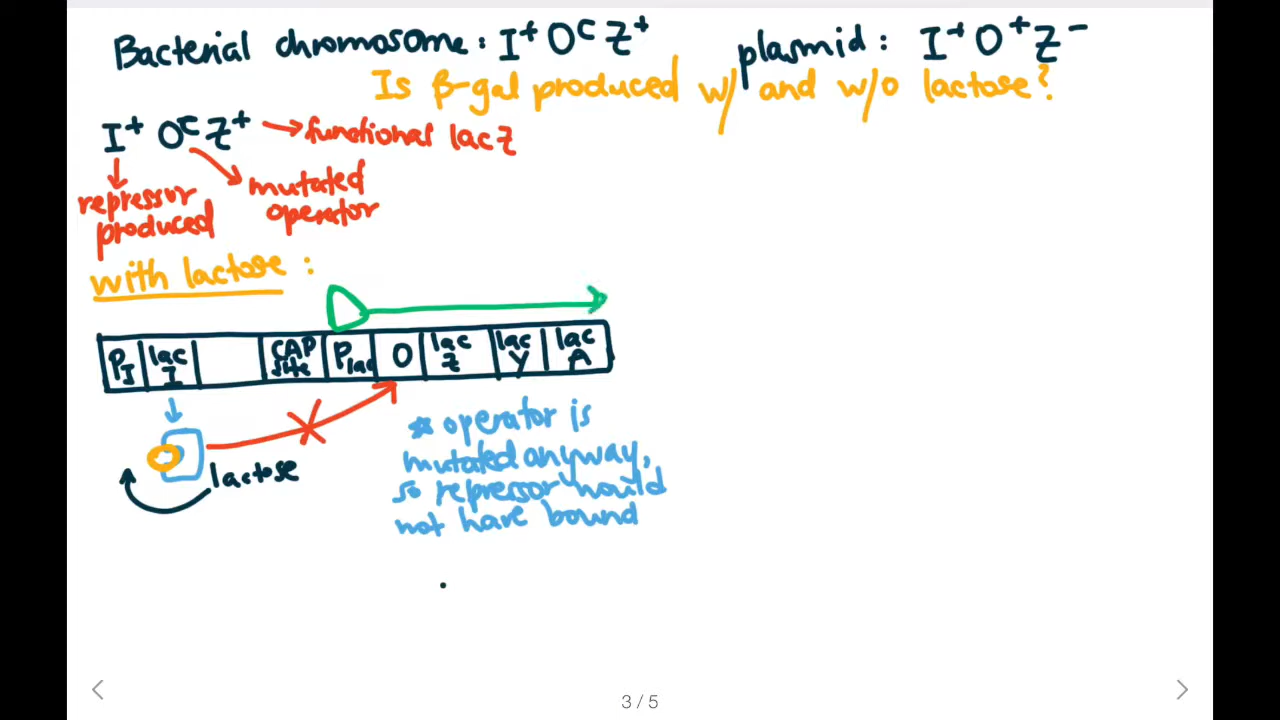 Bacterial chromosome: I⁺ Oᶜ Z⁺ plasmid: I⁺ O⁺ Z⁻
Is β-gal produced w/ and w/o lactose?
I⁺ Oᶜ Z⁺ → functional lac Z
repressor
produced
mutated
operator
with lactose:
P_I lac I CAP site P_lac O lac Z lac Y lac A
lactose
* operator is
mutated anyway,
so repressor would
not have bound
3 / 5